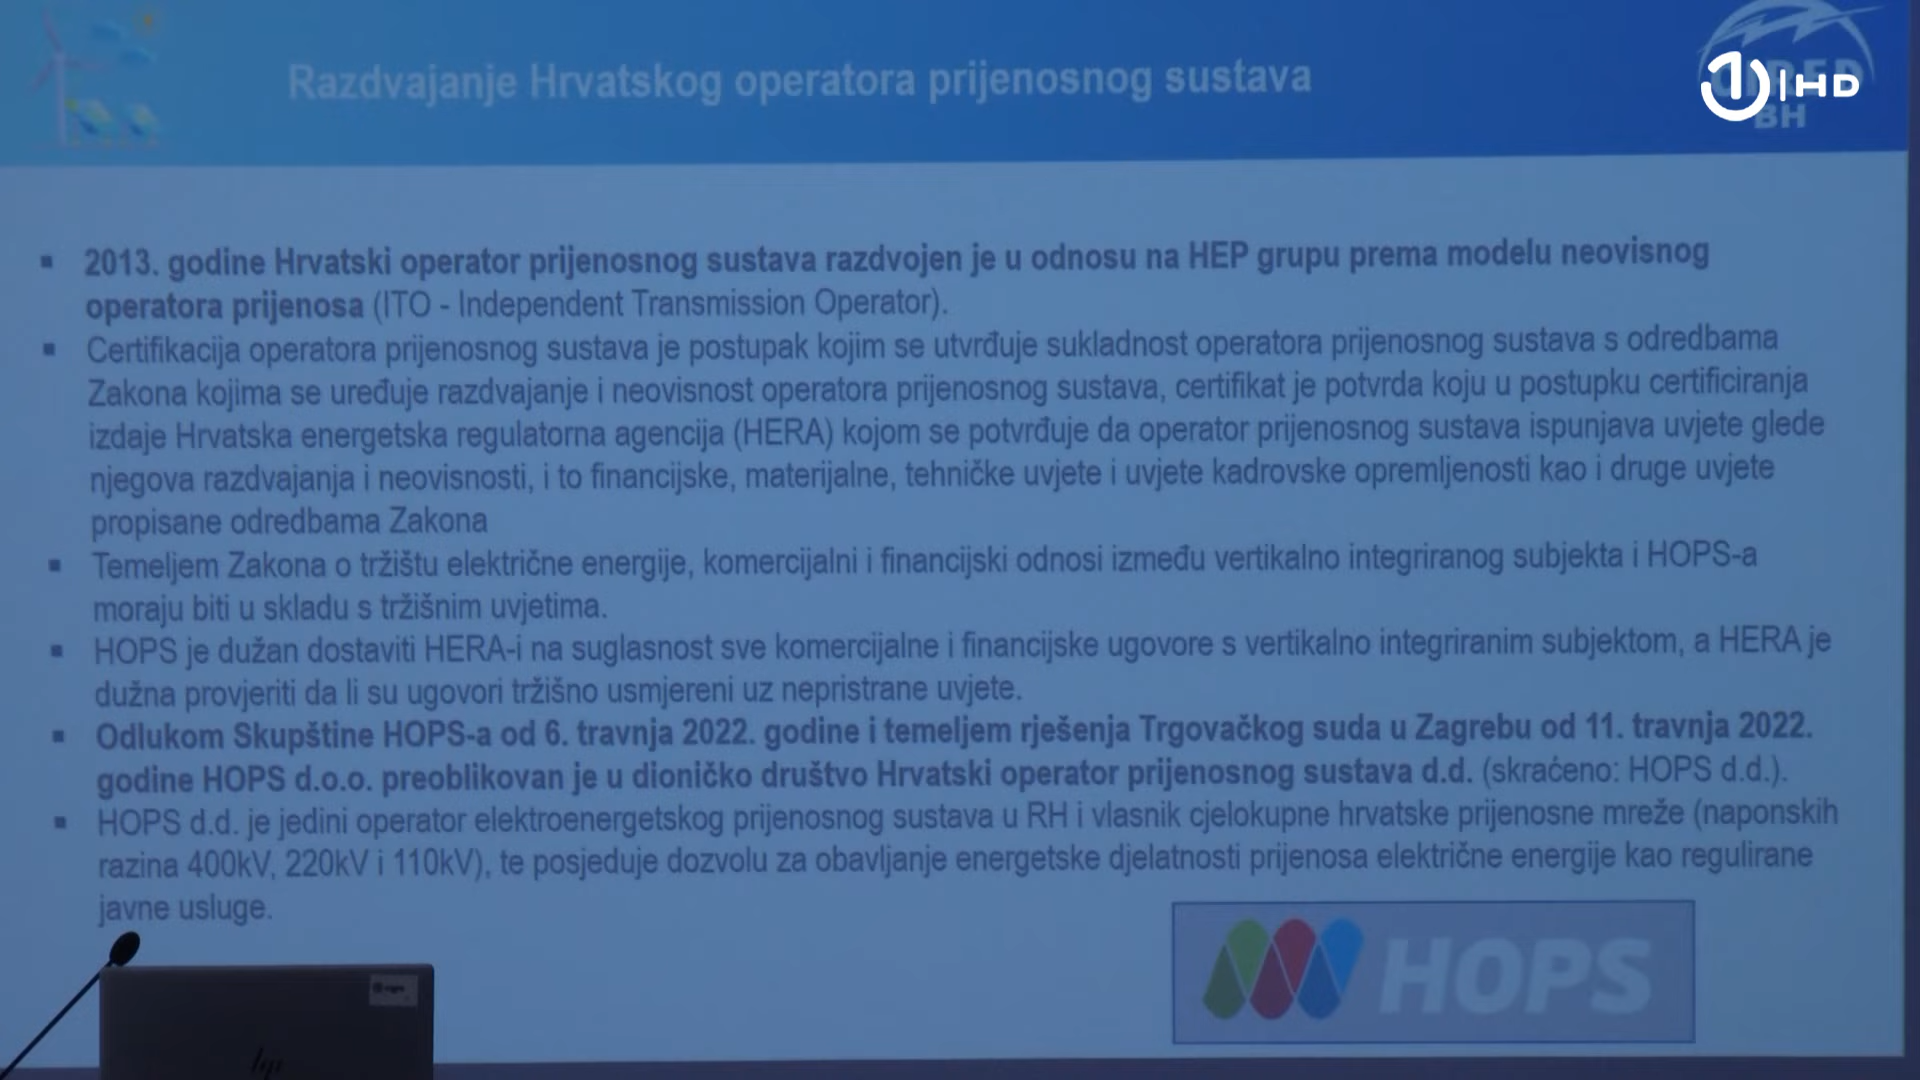 Razdvajanje Hrvatskog operatora prijenosnog sustava
1|HD
BH
▪ 2013. godine Hrvatski operator prijenosnog sustava razdvojen je u odnosu na HEP grupu prema modelu neovisnog
operatora prijenosa (ITO - Independent Transmission Operator).
▪ Certifikacija operatora prijenosnog sustava je postupak kojim se utvrđuje sukladnost operatora prijenosnog sustava s odredbama
Zakona kojima se uređuje razdvajanje i neovisnost operatora prijenosnog sustava, certifikat je potvrda koju u postupku certificiranja
izdaje Hrvatska energetska regulatorna agencija (HERA) kojom se potvrđuje da operator prijenosnog sustava ispunjava uvjete glede
njegova razdvajanja i neovisnosti, i to financijske, materijalne, tehničke uvjete i uvjete kadrovske opremljenosti kao i druge uvjete
propisane odredbama Zakona
▪ Temeljem Zakona o tržištu električne energije, komercijalni i financijski odnosi između vertikalno integriranog subjekta i HOPS-a
moraju biti u skladu s tržišnim uvjetima.
▪ HOPS je dužan dostaviti HERA-i na suglasnost sve komercijalne i financijske ugovore s vertikalno integriranim subjektom, a HERA je
dužna provjeriti da li su ugovori tržišno usmjereni uz nepristrane uvjete.
▪ Odlukom Skupštine HOPS-a od 6. travnja 2022. godine i temeljem rješenja Trgovačkog suda u Zagrebu od 11. travnja 2022.
godine HOPS d.o.o. preoblikovan je u dioničko društvo Hrvatski operator prijenosnog sustava d.d. (skraćeno: HOPS d.d.).
▪ HOPS d.d. je jedini operator elektroenergetskog prijenosnog sustava u RH i vlasnik cjelokupne hrvatske prijenosne mreže (naponskih
razina 400kV, 220kV i 110kV), te posjeduje dozvolu za obavljanje energetske djelatnosti prijenosa električne energije kao regulirane
javne usluge.
HOPS
hp